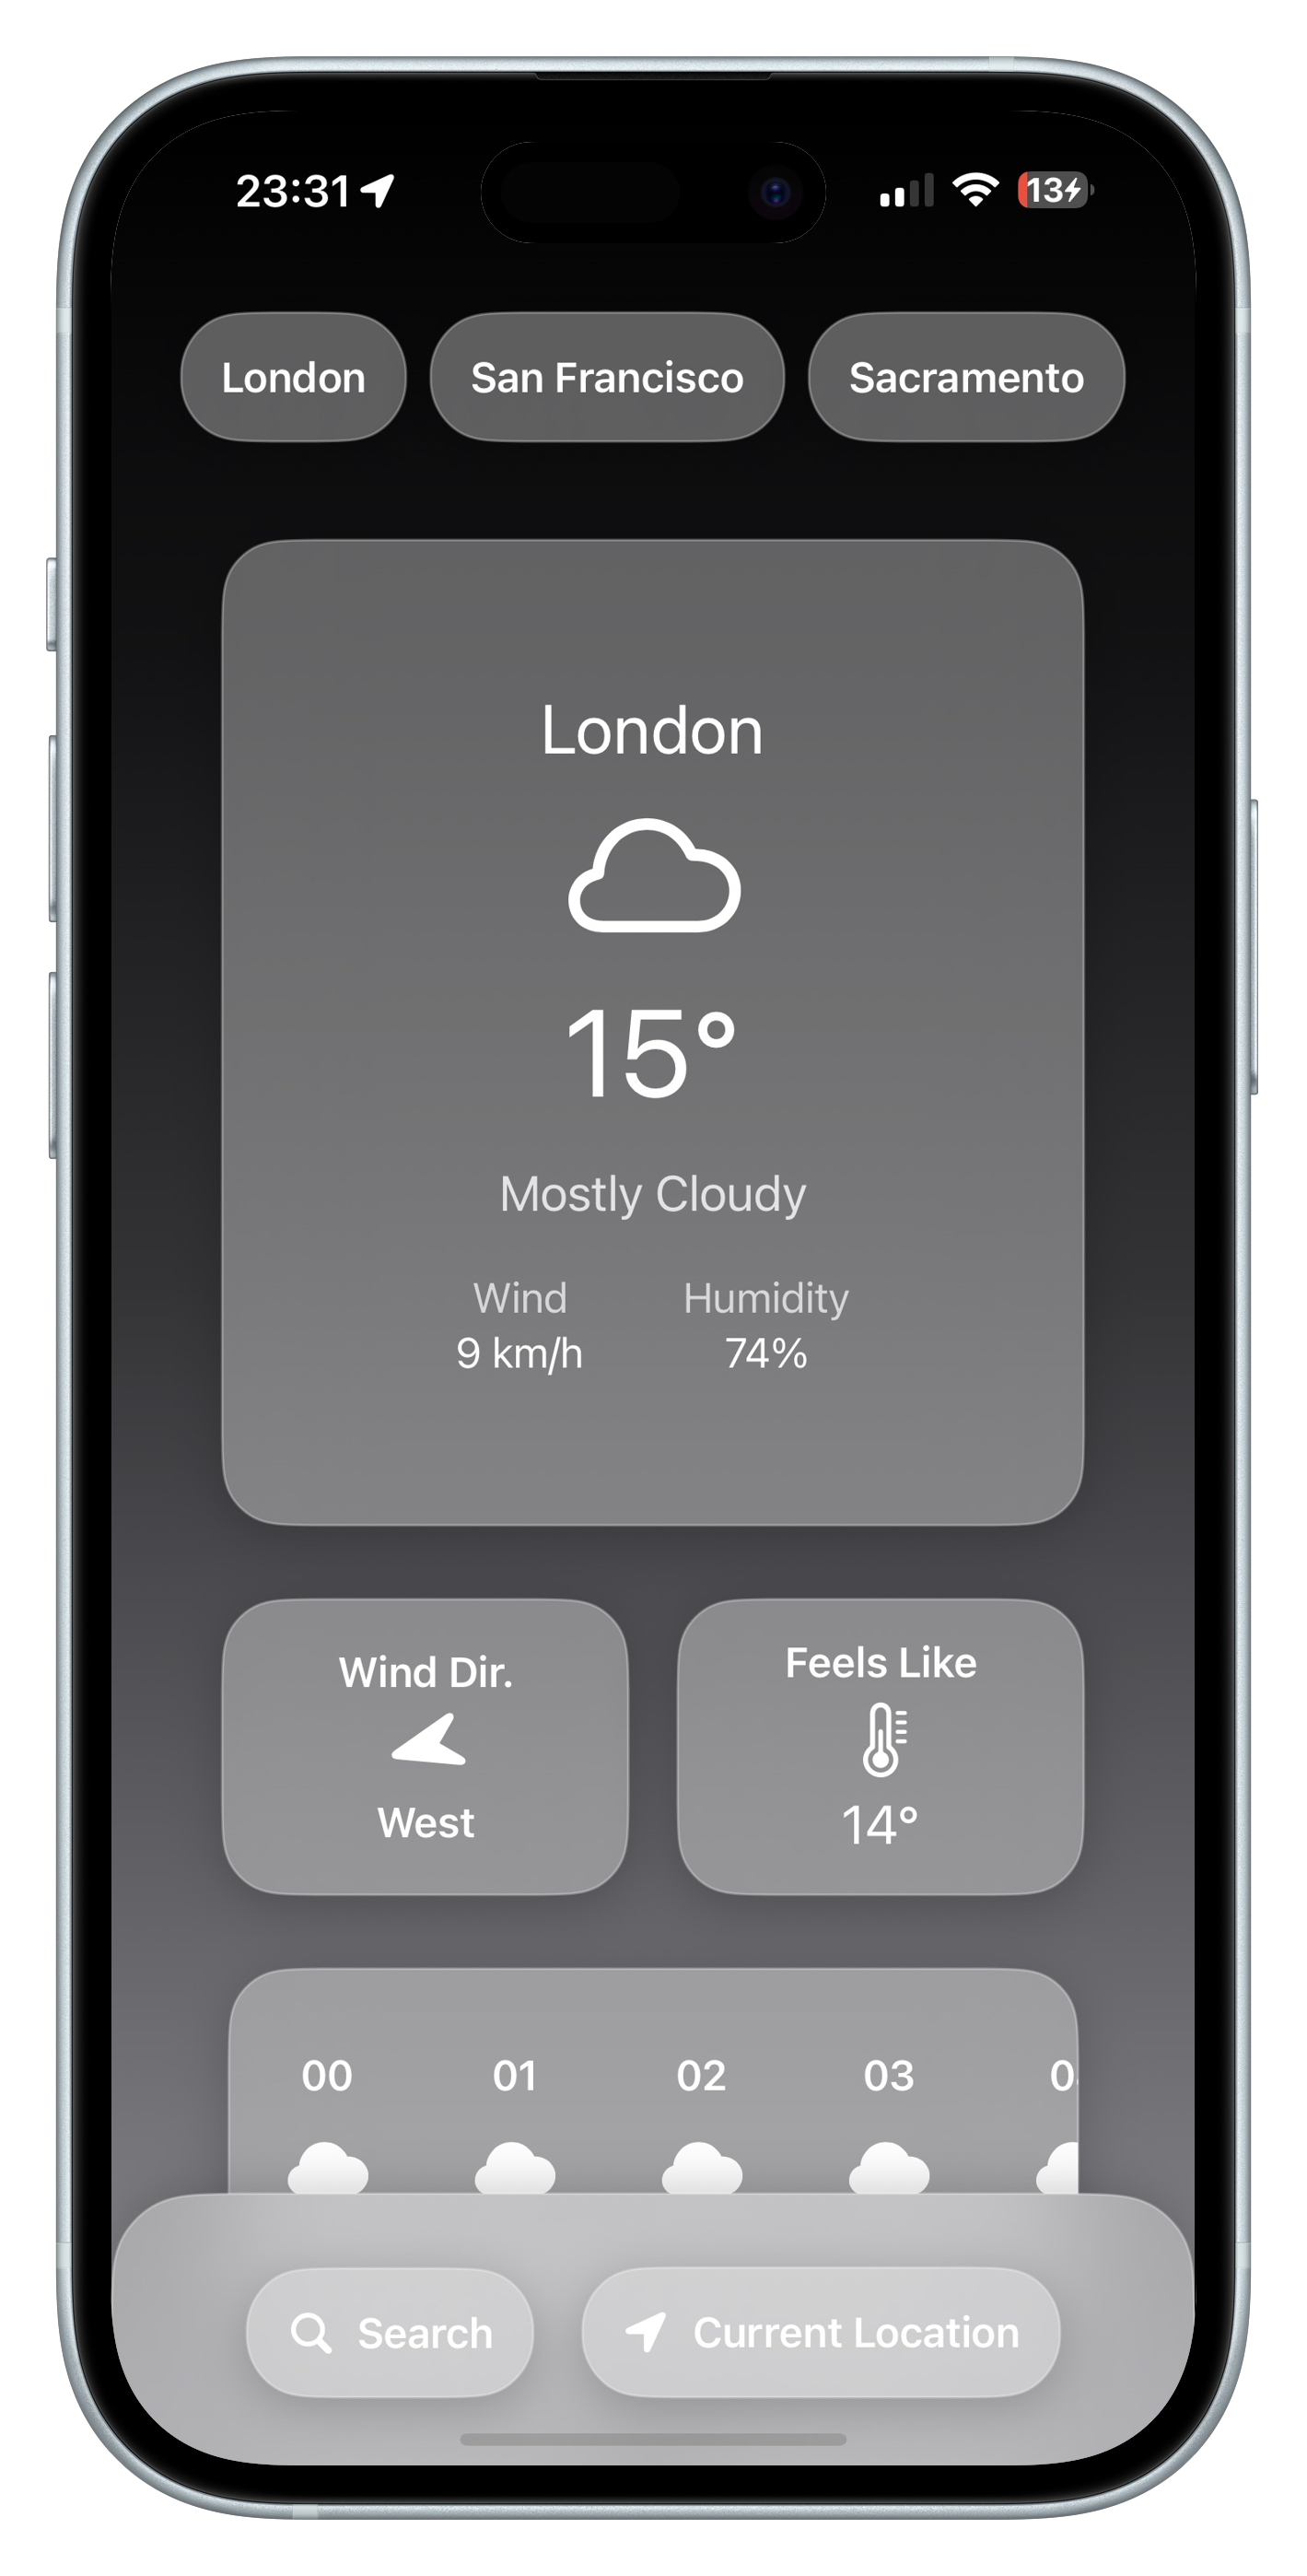 23:31 13
London San Francisco Sacramento
London
15°
Mostly Cloudy
Wind Humidity
9 km/h 74%
Wind Dir. Feels Like
West 14°
00 01 02 03 0
Search Current Location